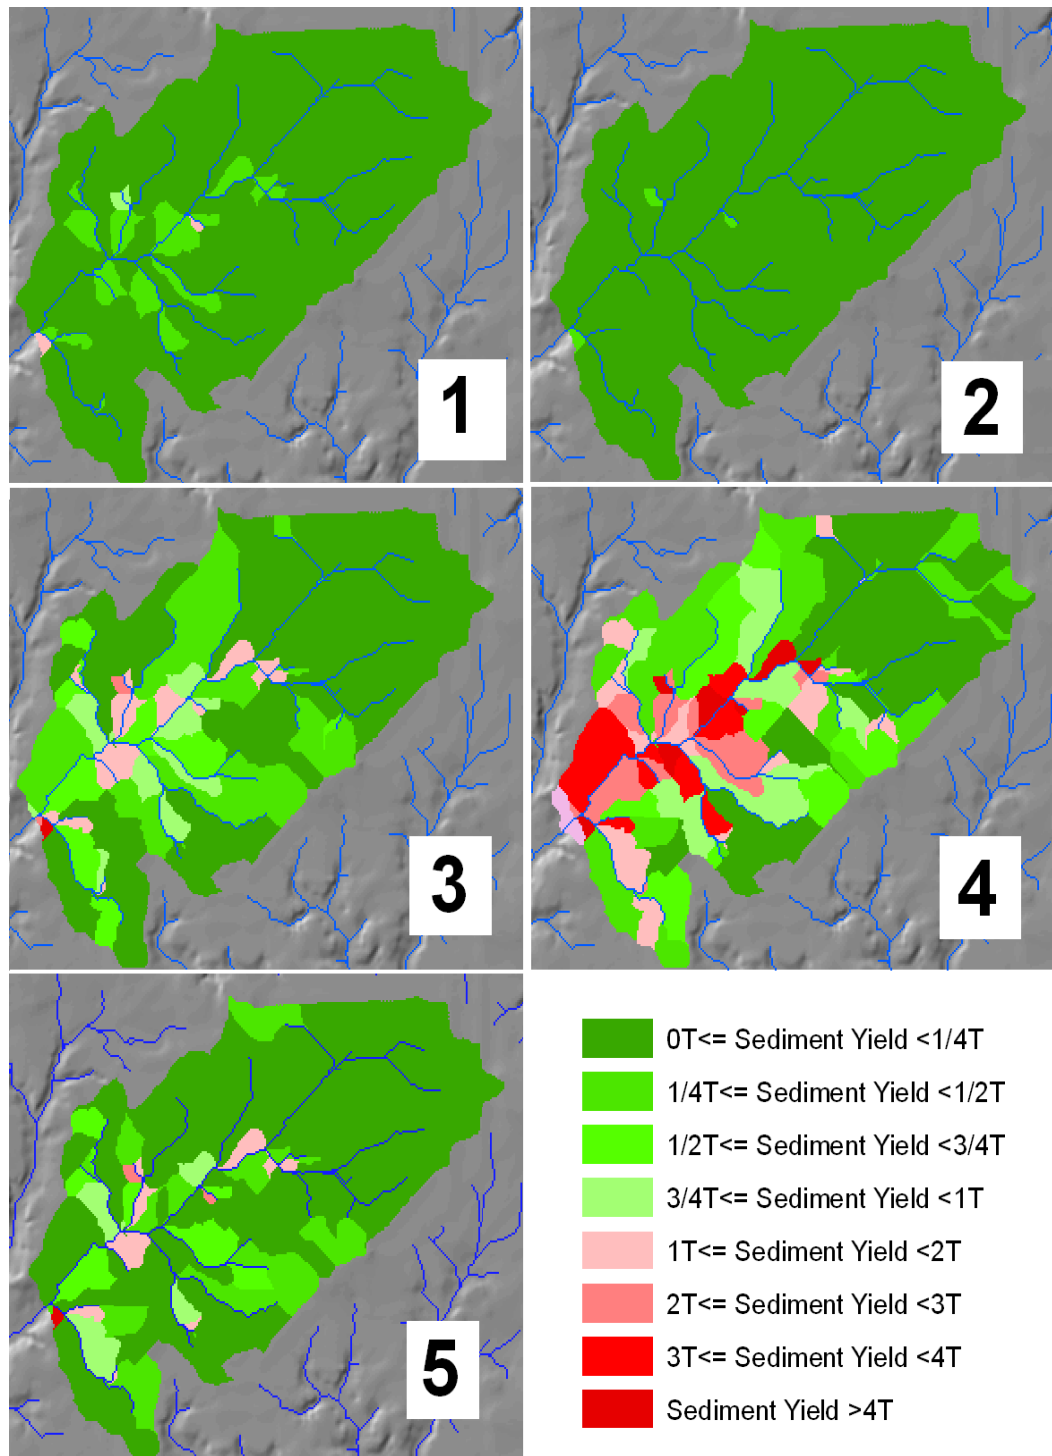 1
2
3
4
5
0T<= Sediment Yield <1/4T
1/4T<= Sediment Yield <1/2T
1/2T<= Sediment Yield <3/4T
3/4T<= Sediment Yield <1T
1T<= Sediment Yield <2T
2T<= Sediment Yield <3T
3T<= Sediment Yield <4T
Sediment Yield >4T